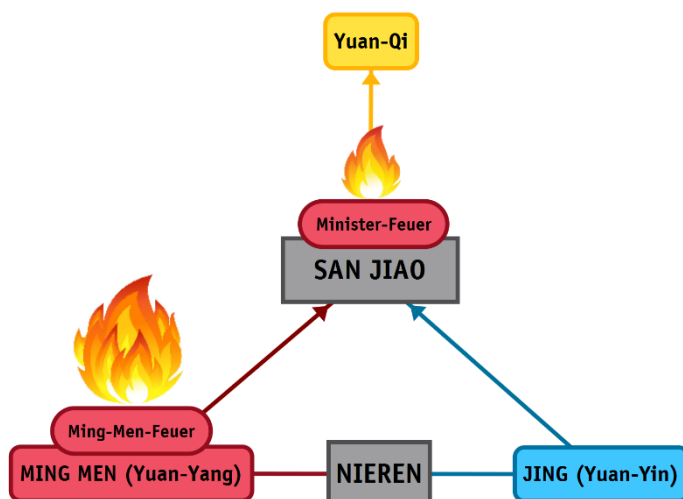 Yuan-Qi
Minister-Feuer
SAN JIAO
Ming-Men-Feuer
MING MEN (Yuan-Yang)
NIEREN
JING (Yuan-Yin)